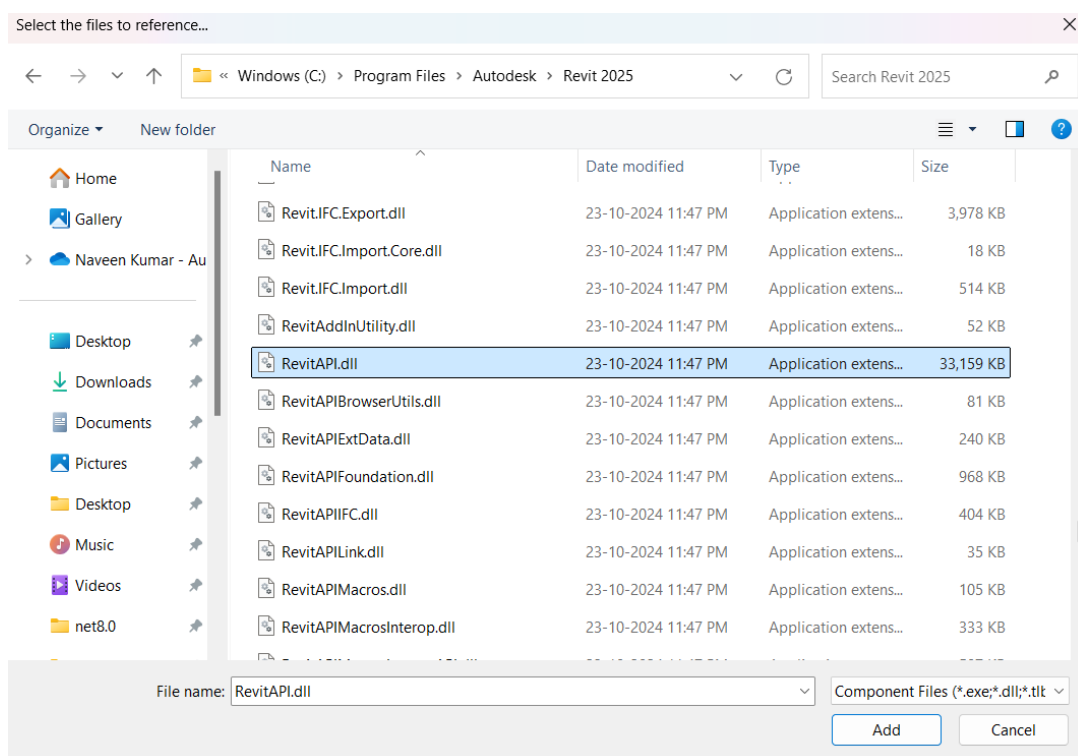 Select the files to reference...
« Windows (C:) > Program Files > Autodesk > Revit 2025
Search Revit 2025
Organize
New folder
Home
Gallery
Naveen Kumar - Au
Desktop
Downloads
Documents
Pictures
Desktop
Music
Videos
net8.0
Name Date modified Type Size
Revit.IFC.Export.dll 23-10-2024 11:47 PM Application extens... 3,978 KB
Revit.IFC.Import.Core.dll 23-10-2024 11:47 PM Application extens... 18 KB
Revit.IFC.Import.dll 23-10-2024 11:47 PM Application extens... 514 KB
RevitAddInUtility.dll 23-10-2024 11:47 PM Application extens... 52 KB
RevitAPI.dll 23-10-2024 11:47 PM Application extens... 33,159 KB
RevitAPIBrowserUtils.dll 23-10-2024 11:47 PM Application extens... 81 KB
RevitAPIExtData.dll 23-10-2024 11:47 PM Application extens... 240 KB
RevitAPIFoundation.dll 23-10-2024 11:47 PM Application extens... 968 KB
RevitAPIIFC.dll 23-10-2024 11:47 PM Application extens... 404 KB
RevitAPILink.dll 23-10-2024 11:47 PM Application extens... 35 KB
RevitAPIMacros.dll 23-10-2024 11:47 PM Application extens... 105 KB
RevitAPIMacrosInterop.dll 23-10-2024 11:47 PM Application extens... 333 KB
File name: RevitAPI.dll
Component Files (*.exe;*.dll;*.tlb
Add
Cancel